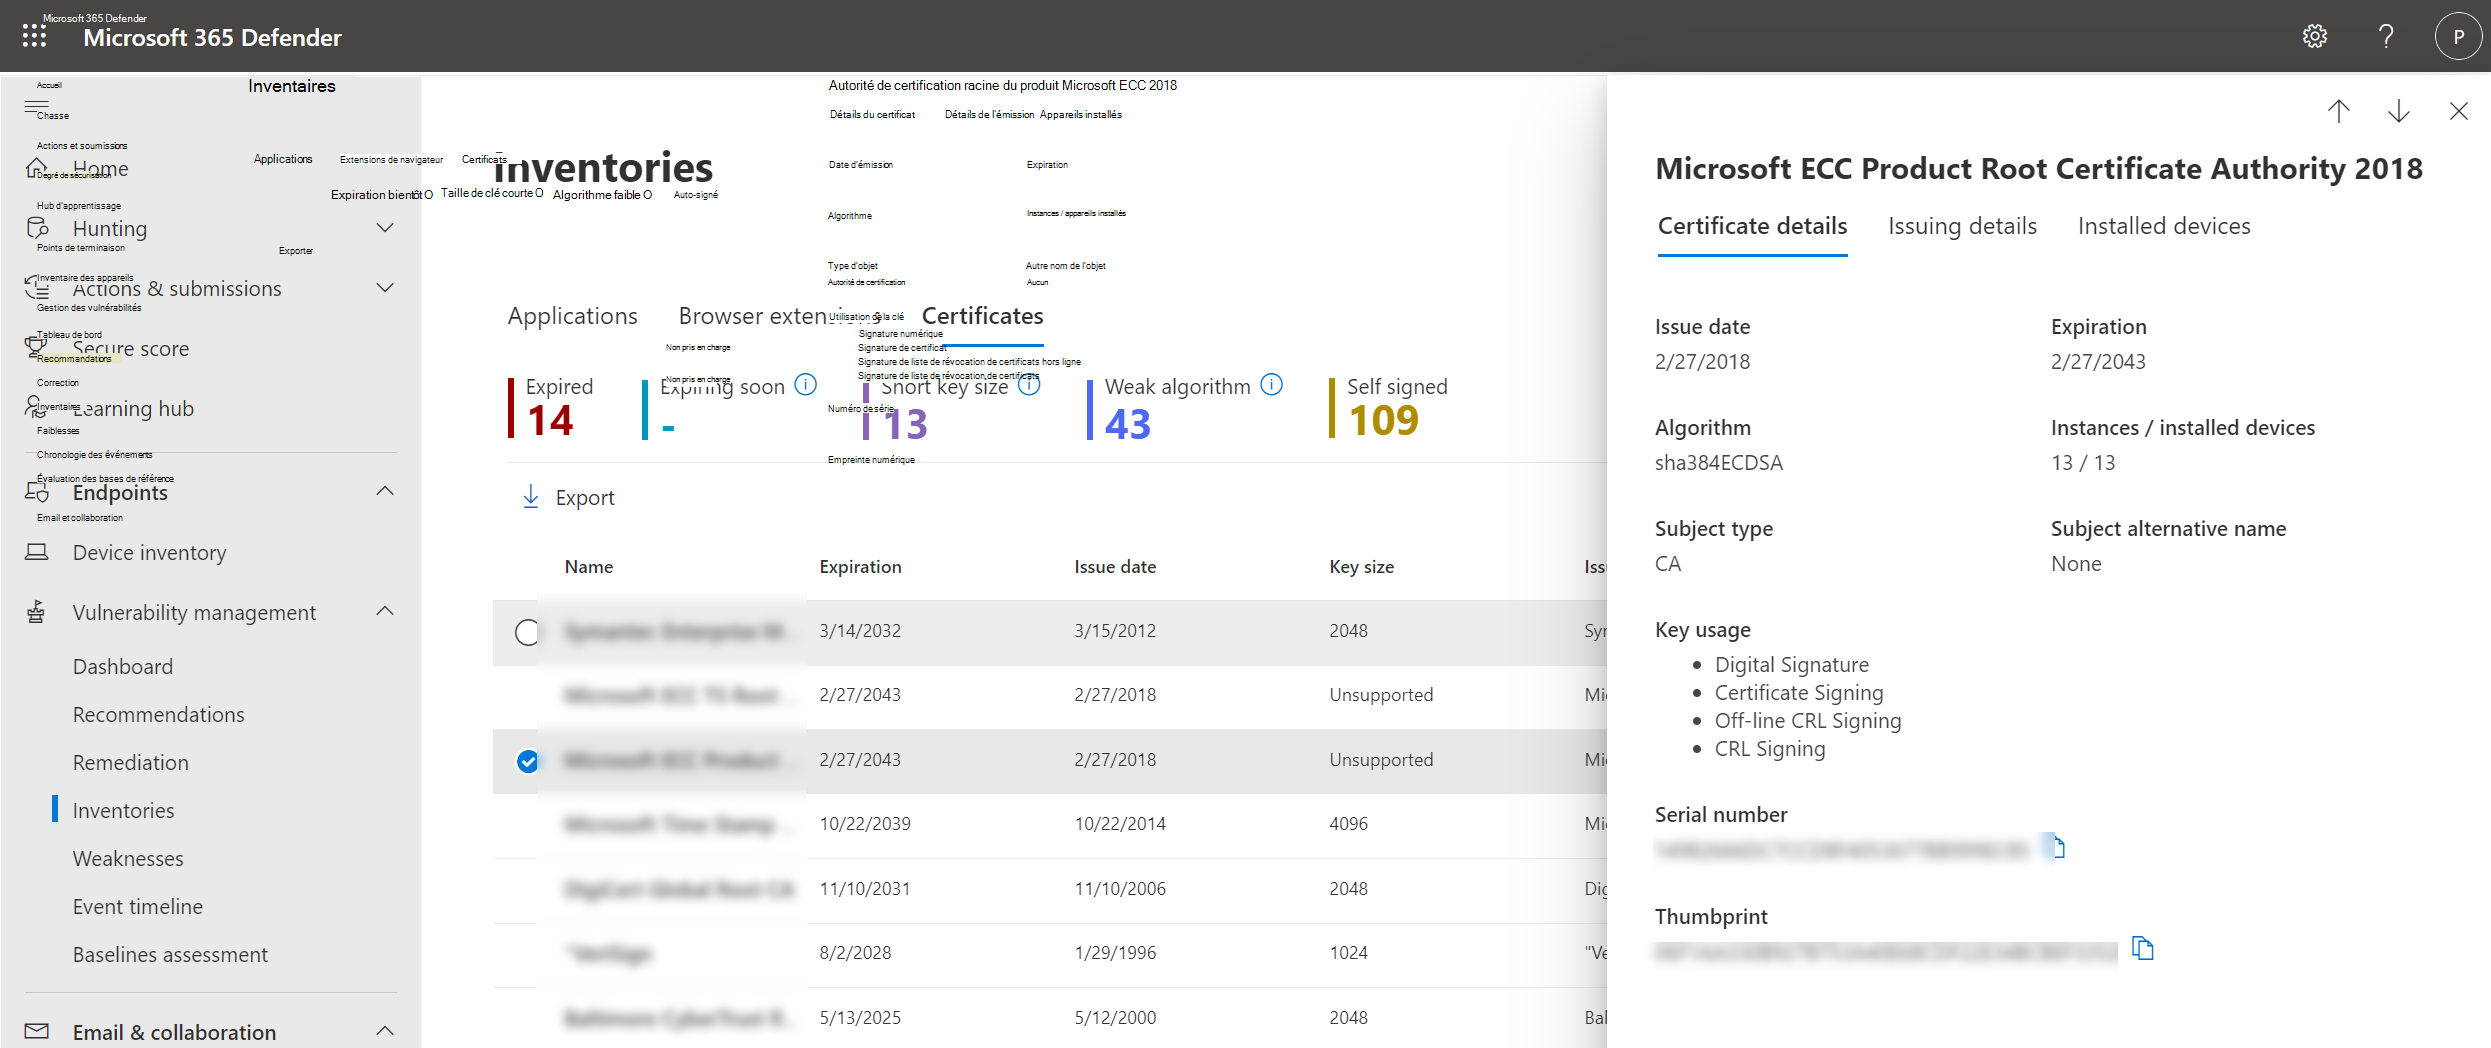 Microsoft 365 Defender
Microsoft 365 Defender
P
Accueil
Chasse
Actions et soumissions
Home
Degré de sécurisation
Hub d'apprentissage
Hunting
Points de terminaison
Inventaire des appareils
Actions & submissions
Gestion des vulnérabilités
Tableau de bord
Secure score
Recommandations
Correction
Inventaires
Learning hub
Faiblesses
Chronologie des événements
Évaluation des bases de référence
Endpoints
Email et collaboration
Device inventory
Vulnerability management
Dashboard
Recommendations
Remediation
Inventories
Weaknesses
Event timeline
Baselines assessment
Email & collaboration
Inventaires
Applications Extensions de navigateur Certificats
Inventories
Expiration bientôt O Taille de clé courte O Algorithme faible O Auto-signé
Exporter
Autorité de certification racine du produit Microsoft ECC 2018
Détails du certificat Détails de l'émission Appareils installés
Date d'émission Expiration
Algorithme Instances / appareils installés
Type d'objet Autre nom de l'objet
Autorité de certification Aucun
Utilisation de la clé
Signature numérique
Signature de certificat
Signature de liste de révocation de certificats hors ligne
Signature de liste de révocation de certificats
Numéro de série
Empreinte numérique
Applications Browser extensions Certificates
Non pris en charge
Non pris en charge
Expired Expiring soon Short key size Weak algorithm Self signed
14 - 13 43 109
Export
Name Expiration Issue date Key size Iss
3/14/2032 3/15/2012 2048 Syr
2/27/2043 2/27/2018 Unsupported Mi
2/27/2043 2/27/2018 Unsupported Mi
10/22/2039 10/22/2014 4096 Mi
11/10/2031 11/10/2006 2048 Dig
8/2/2028 1/29/1996 1024 "Ve
5/13/2025 5/12/2000 2048 Bal
Microsoft ECC Product Root Certificate Authority 2018
Certificate details Issuing details Installed devices
Issue date Expiration
2/27/2018 2/27/2043
Algorithm Instances / installed devices
sha384ECDSA 13 / 13
Subject type Subject alternative name
CA None
Key usage
• Digital Signature
• Certificate Signing
• Off-line CRL Signing
• CRL Signing
Serial number
Thumbprint